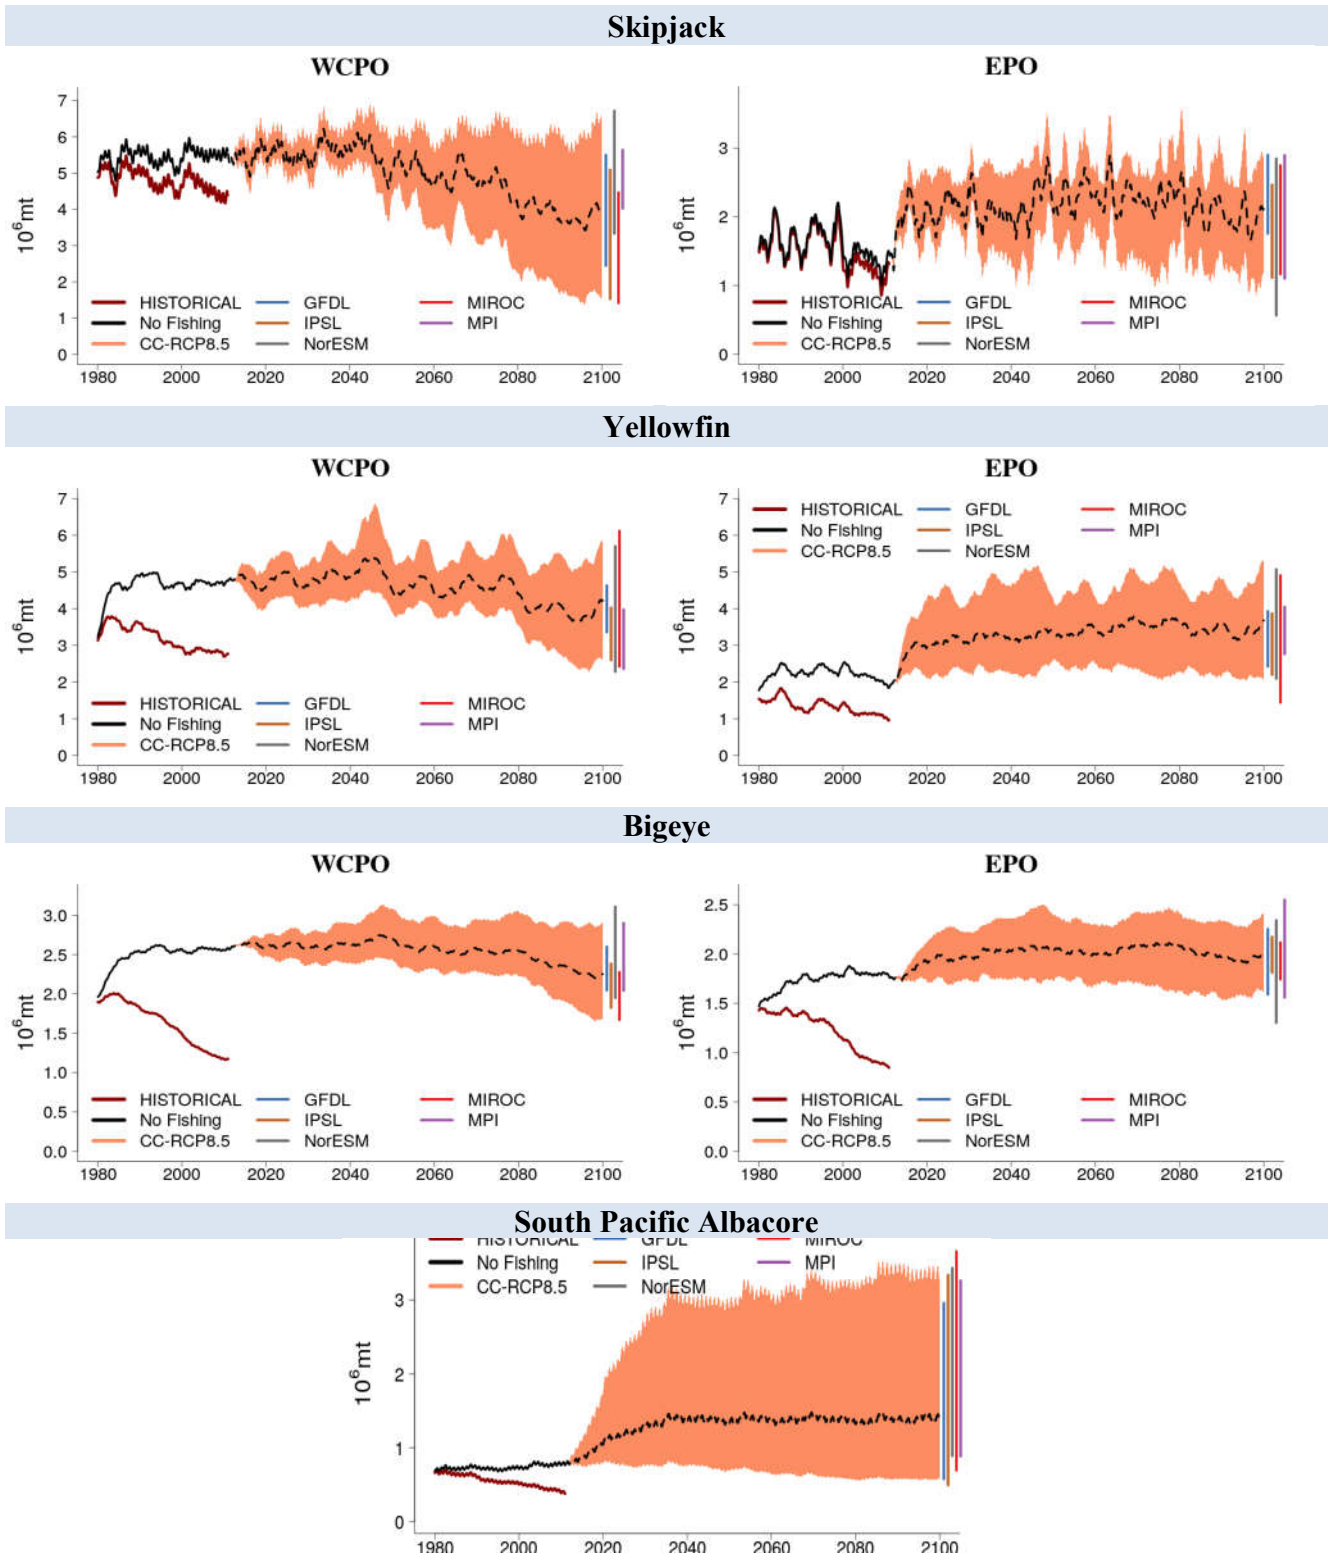 Skipjack
WCPO
EPO
7
6
5
4
3
2
1
0
10⁶mt
HISTORICAL GFDL MIROC
No Fishing IPSL MPI
CC-RCP8.5 NorESM
1980 2000 2020 2040 2060 2080 2100
3
2
1
0
10⁶mt
HISTORICAL GFDL MIROC
No Fishing IPSL MPI
CC-RCP8.5 NorESM
1980 2000 2020 2040 2060 2080 2100
Yellowfin
WCPO
EPO
7
6
5
4
3
2
1
0
10⁶mt
HISTORICAL GFDL MIROC
No Fishing IPSL MPI
CC-RCP8.5 NorESM
1980 2000 2020 2040 2060 2080 2100
7
6
5
4
3
2
1
0
10⁶mt
HISTORICAL GFDL MIROC
No Fishing IPSL MPI
CC-RCP8.5 NorESM
1980 2000 2020 2040 2060 2080 2100
Bigeye
WCPO
EPO
3.0
2.5
2.0
1.5
1.0
0.5
0.0
10⁶mt
HISTORICAL GFDL MIROC
No Fishing IPSL MPI
CC-RCP8.5 NorESM
1980 2000 2020 2040 2060 2080 2100
2.5
2.0
1.5
1.0
0.5
0.0
10⁶mt
HISTORICAL GFDL MIROC
No Fishing IPSL MPI
CC-RCP8.5 NorESM
1980 2000 2020 2040 2060 2080 2100
South Pacific Albacore
HISTORICAL GFDL MIROC
No Fishing IPSL MPI
CC-RCP8.5 NorESM
3
2
1
0
10⁶mt
1980 2000 2020 2040 2060 2080 2100